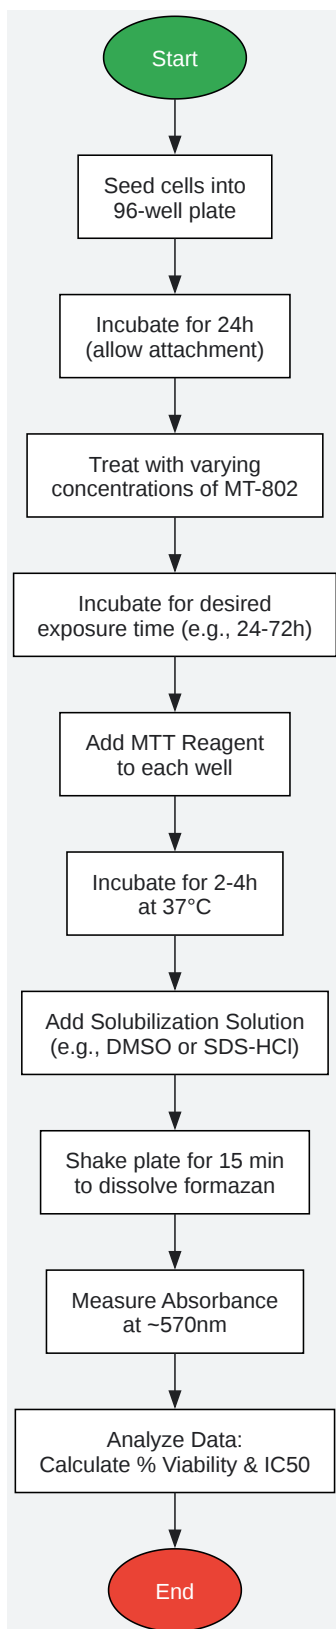 Start
Seed cells into
96-well plate
Incubate for 24h
(allow attachment)
Treat with varying
concentrations of MT-802
Incubate for desired
exposure time (e.g., 24-72h)
Add MTT Reagent
to each well
Incubate for 2-4h
at 37°C
Add Solubilization Solution
(e.g., DMSO or SDS-HCl)
Shake plate for 15 min
to dissolve formazan
Measure Absorbance
at ~570nm
Analyze Data:
Calculate % Viability & IC50
End